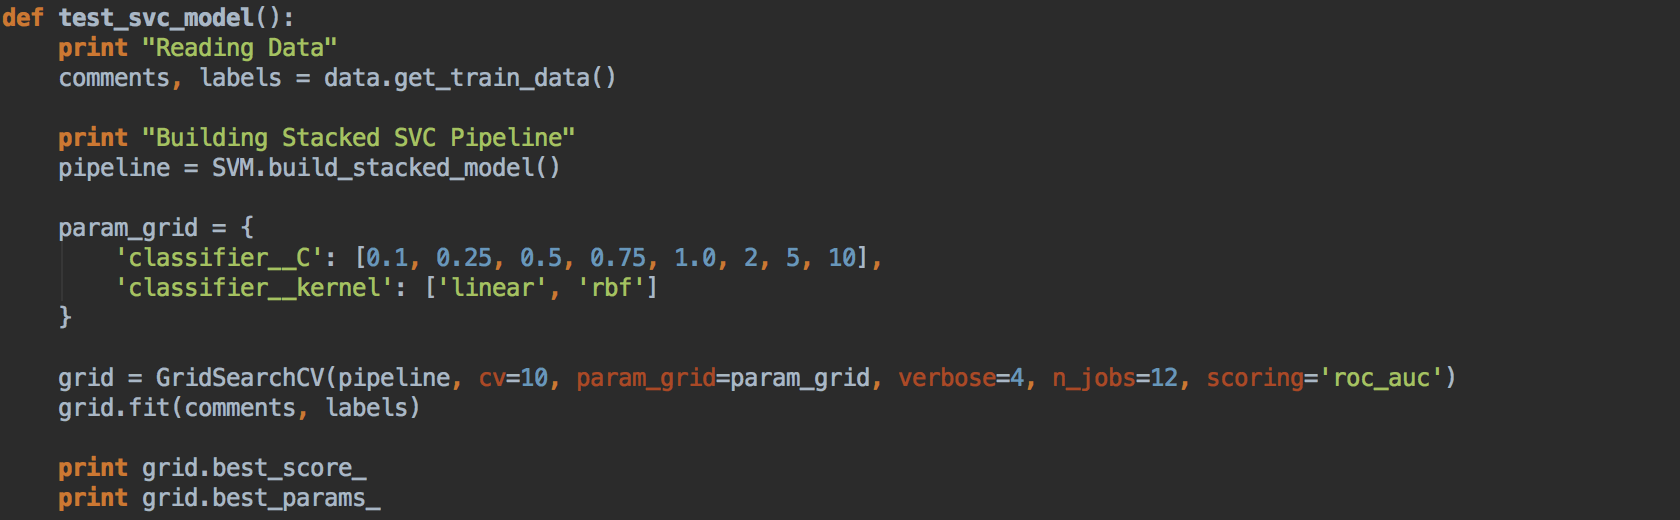 def test_svc_model():
    print "Reading Data"
    comments, labels = data.get_train_data()
    print "Building Stacked SVC Pipeline"
    pipeline = SVM.build_stacked_model()
    param_grid = {
        'classifier__C': [0.1, 0.25, 0.5, 0.75, 1.0, 2, 5, 10],
        'classifier__kernel': ['linear', 'rbf']
    }
    grid = GridSearchCV(pipeline, cv=10, param_grid=param_grid, verbose=4, n_jobs=12, scoring='roc_auc')
    grid.fit(comments, labels)
    print grid.best_score_
    print grid.best_params_